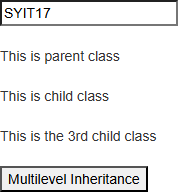 SYIT17
This is parent class
This is child class
This is the 3rd child class
Multilevel Inheritance